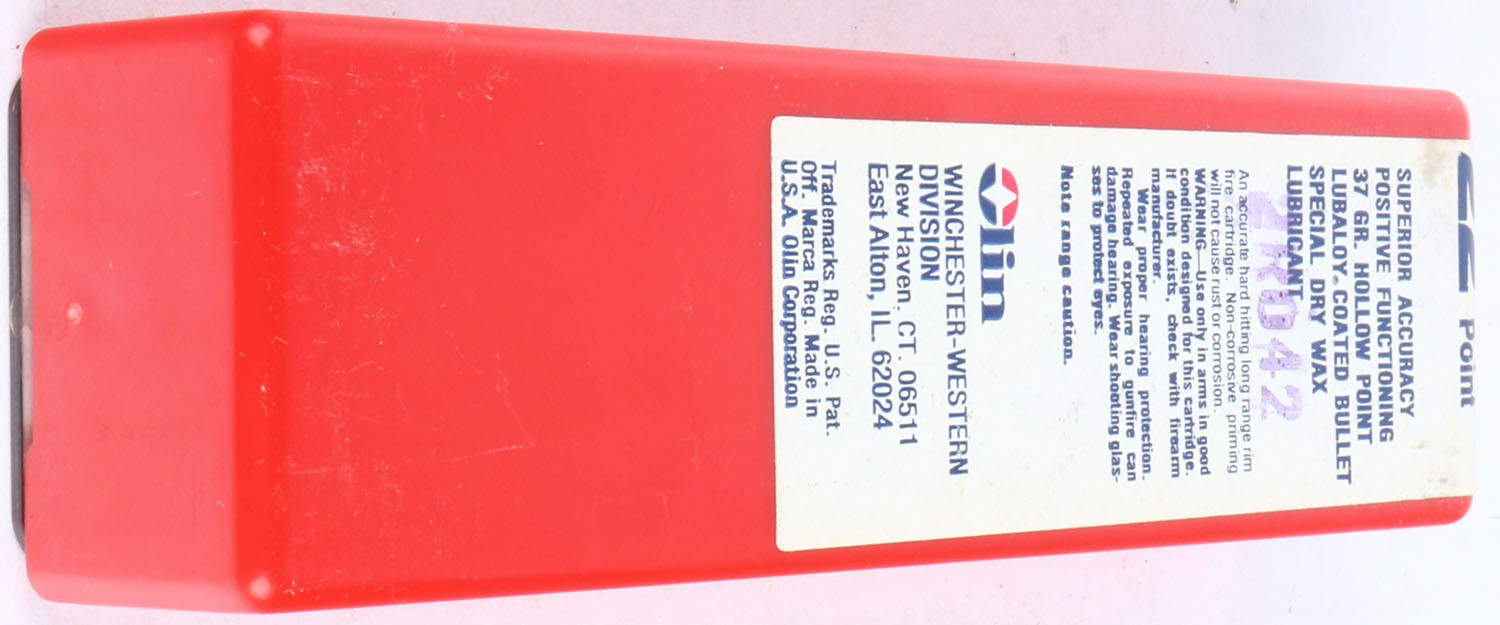 Point
SUPERIOR ACCURACY
POSITIVE FUNCTIONING
37 GR. HOLLOW POINT
LUBALOY® COATED BULLET
SPECIAL DRY WAX
LUBRICANT
2RD42
An accurate hard hitting long range rim
fire cartridge. Non-corrosive priming
will not cause rust or corrosion.
WARNING—Use only in arms in good
condition designed for this cartridge.
If doubt exists, check with firearm
manufacturer.
Wear proper hearing protection.
Repeated exposure to gunfire can
damage hearing. Wear shooting glas-
ses to protect eyes.
Note range caution.
Olin
WINCHESTER-WESTERN
DIVISION
New Haven, CT. 06511
East Alton, IL. 62024
Trademarks Reg. U.S. Pat.
Off. Marca Reg. Made in
U.S.A. Olin Corporation